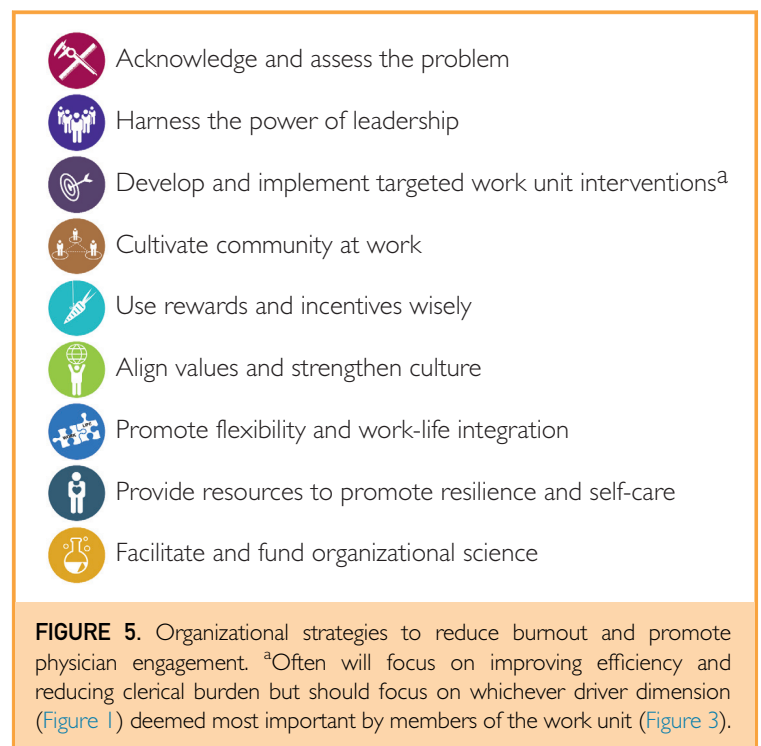 Acknowledge and assess the problem
Harness the power of leadership
Develop and implement targeted work unit interventionsᵃ
Cultivate community at work
Use rewards and incentives wisely
Align values and strengthen culture
WORK LIFE
Promote flexibility and work-life integration
Provide resources to promote resilience and self-care
Facilitate and fund organizational science
FIGURE 5. Organizational strategies to reduce burnout and promote
physician engagement. ᵃOften will focus on improving efficiency and
reducing clerical burden but should focus on whichever driver dimension
(Figure 1) deemed most important by members of the work unit (Figure 3).